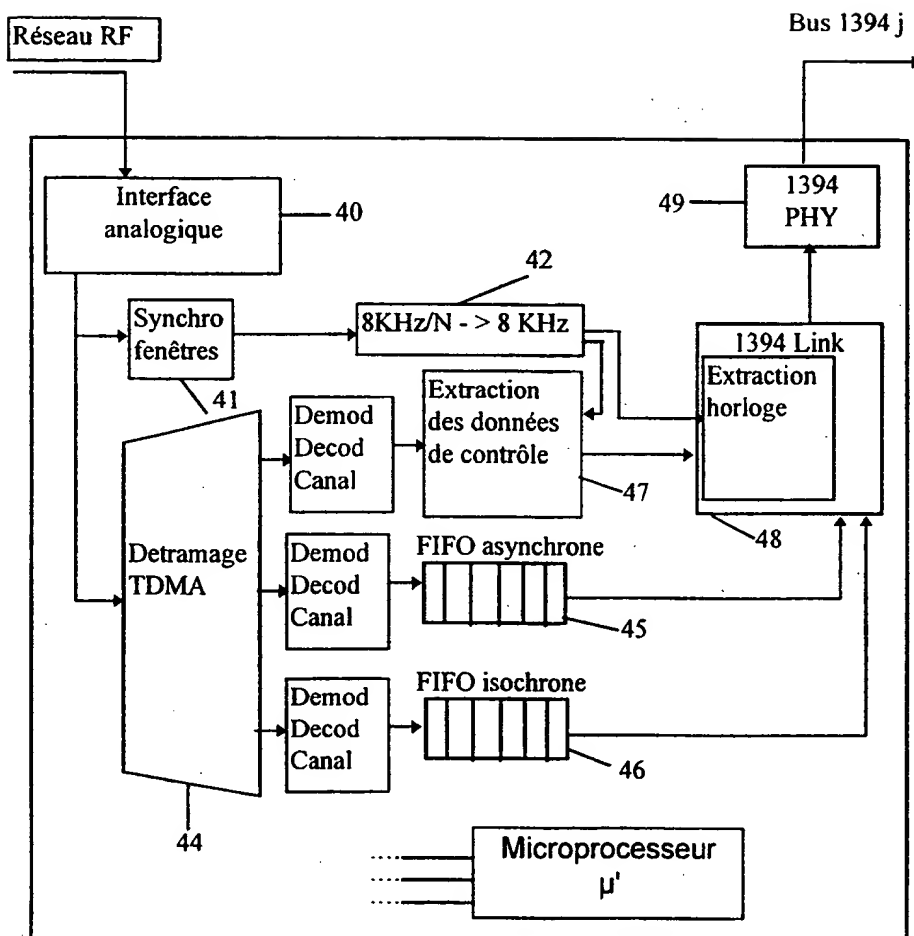 Réseau RF
Bus 1394 j
Interface
analogique
40
49
1394
PHY
42
Synchro
fenêtres
8KHz/N - > 8 KHz
1394 Link
Extraction
horloge
41
Demod
Decod
Canal
Extraction
des données
de contrôle
47
48
Detramage
TDMA
Demod
Decod
Canal
FIFO asynchrone
45
Demod
Decod
Canal
FIFO isochrone
46
44
Microprocesseur
µ'